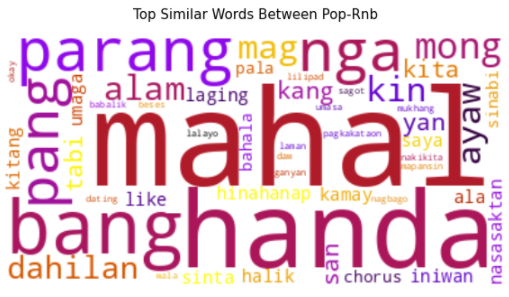 Top Similar Words Between Pop-Rnb
okay
parang
mag
nga
mong
pala
lilipad
kita
umaga
alam
laging
kang
sagot
kin
sinabi
babalik
beses
umasa
mukhang
pang
mahal
ayaw
kitang
tabi
lalayo
bahala
pagkakataon
yan
saya
laman
daw
nakikita
ganyan
mapansin
bang
handa
dating
like
hinahanap
kamay
nagbago
ala
nasasaktan
dahilan
wala
sinta
halik
san
chorus
iniwan